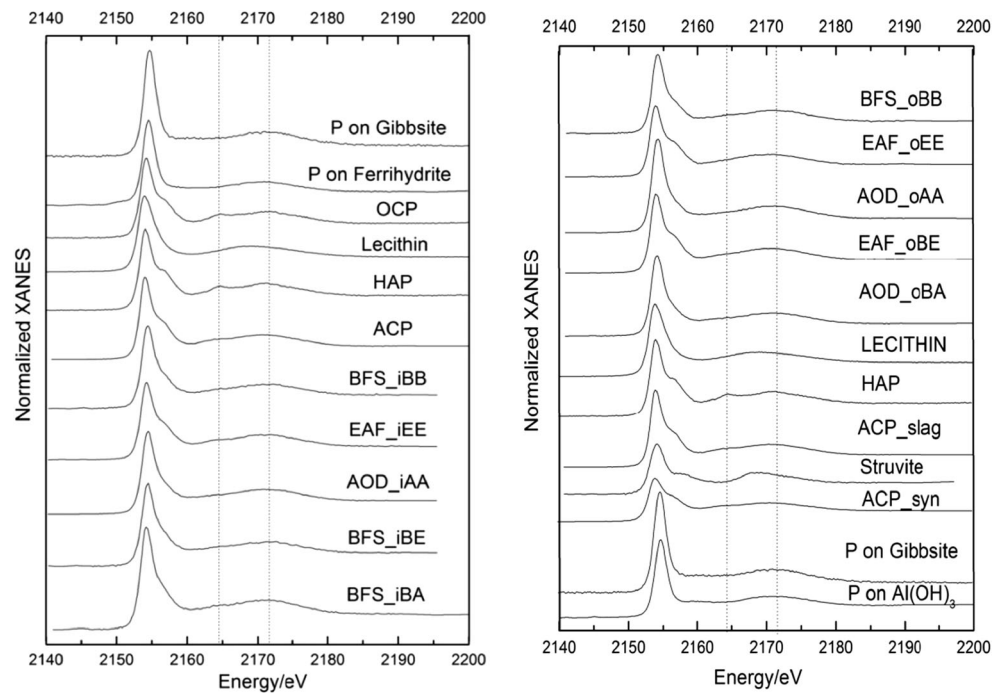 2140 2150 2160 2170 2180 2190 2200
P on Gibbsite
P on Ferrihydrite
OCP
Lecithin
HAP
ACP
BFS_iBB
EAF_iEE
AOD_iAA
BFS_iBE
BFS_iBA
Normalized XANES
2140 2150 2160 2170 2180 2190 2200
Energy/eV
2140 2150 2160 2170 2180 2190 2200
BFS_oBB
EAF_oEE
AOD_oAA
EAF_oBE
AOD_oBA
LECITHIN
HAP
ACP_slag
Struvite
ACP_syn
P on Gibbsite
P on Al(OH)₃
Normalized XANES
2140 2150 2160 2170 2180 2190 2200
Energy/eV